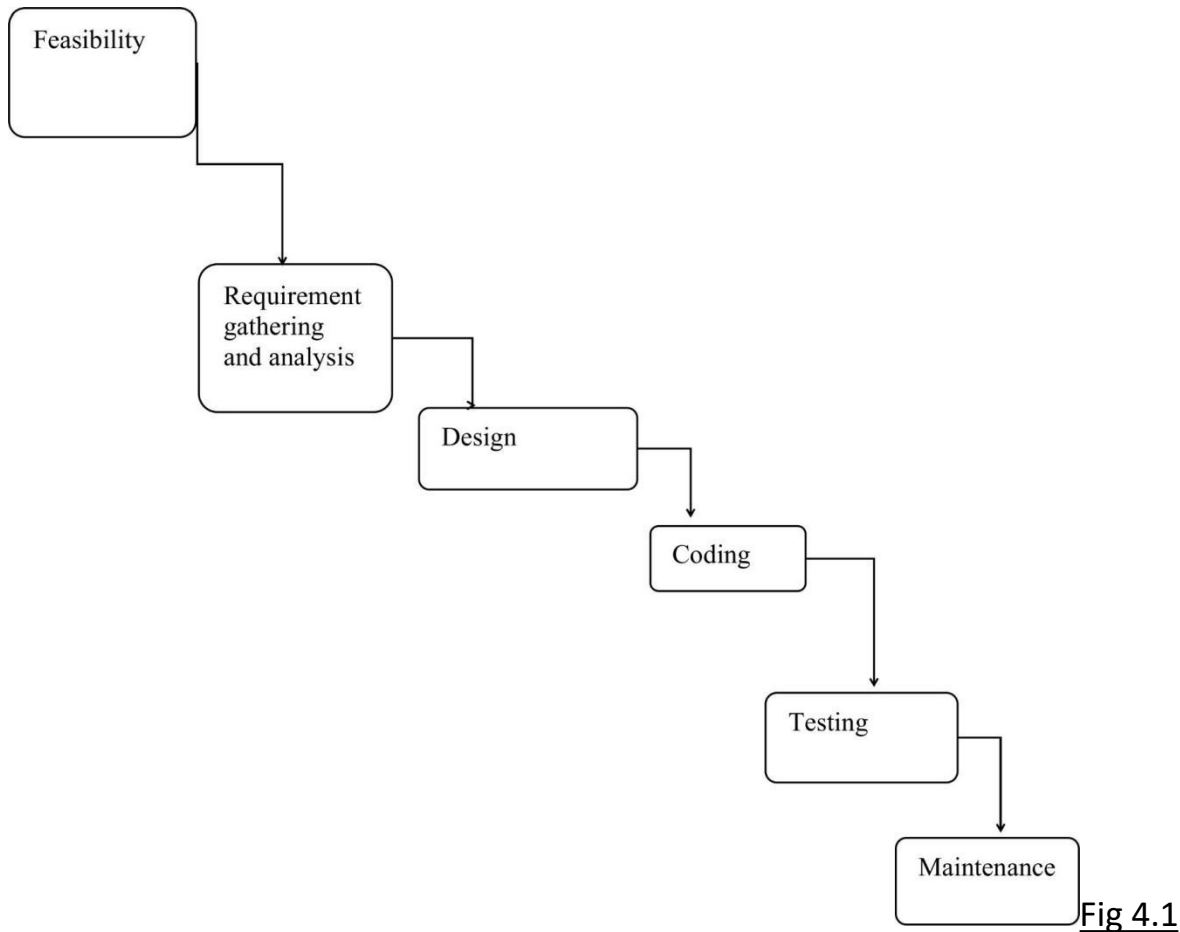 Feasibility
Requirement
gathering
and analysis
Design
Coding
Testing
Maintenance
Fig 4.1